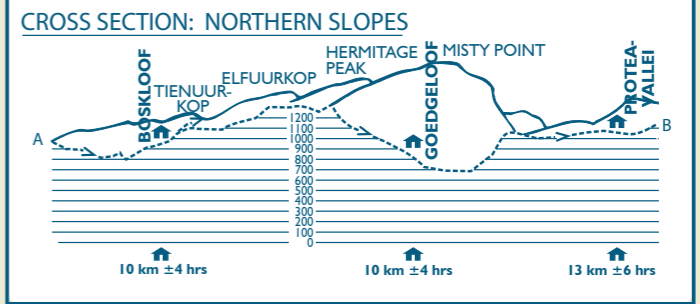 CROSS SECTION: NORTHERN SLOPES
BOSKLOOF
TIENUUR-
KOP
ELFUURKOP
HERMITAGE
PEAK
GOEDGELOOF
MISTY POINT
PROTEA-
VALLEI
A
B
1200
1100
1000
900
800
700
600
500
400
300
200
100
0
10 km ±4 hrs
10 km ±4 hrs
13 km ±6 hrs